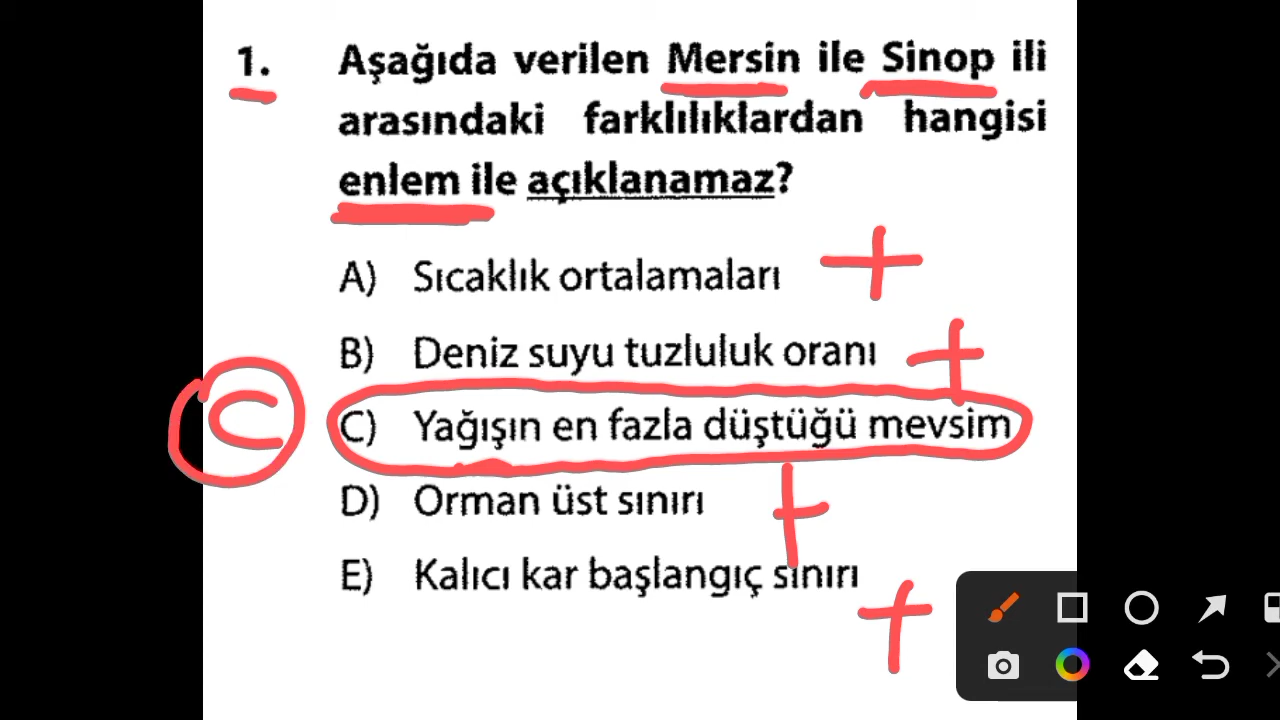 1. Aşağıda verilen Mersin ile Sinop ili
arasındaki farklılıklardan hangisi
enlem ile açıklanamaz?
A) Sıcaklık ortalamaları +
B) Deniz suyu tuzluluk oranı +
C C) Yağışın en fazla düştüğü mevsim
D) Orman üst sınırı +
E) Kalıcı kar başlangıç sınırı +